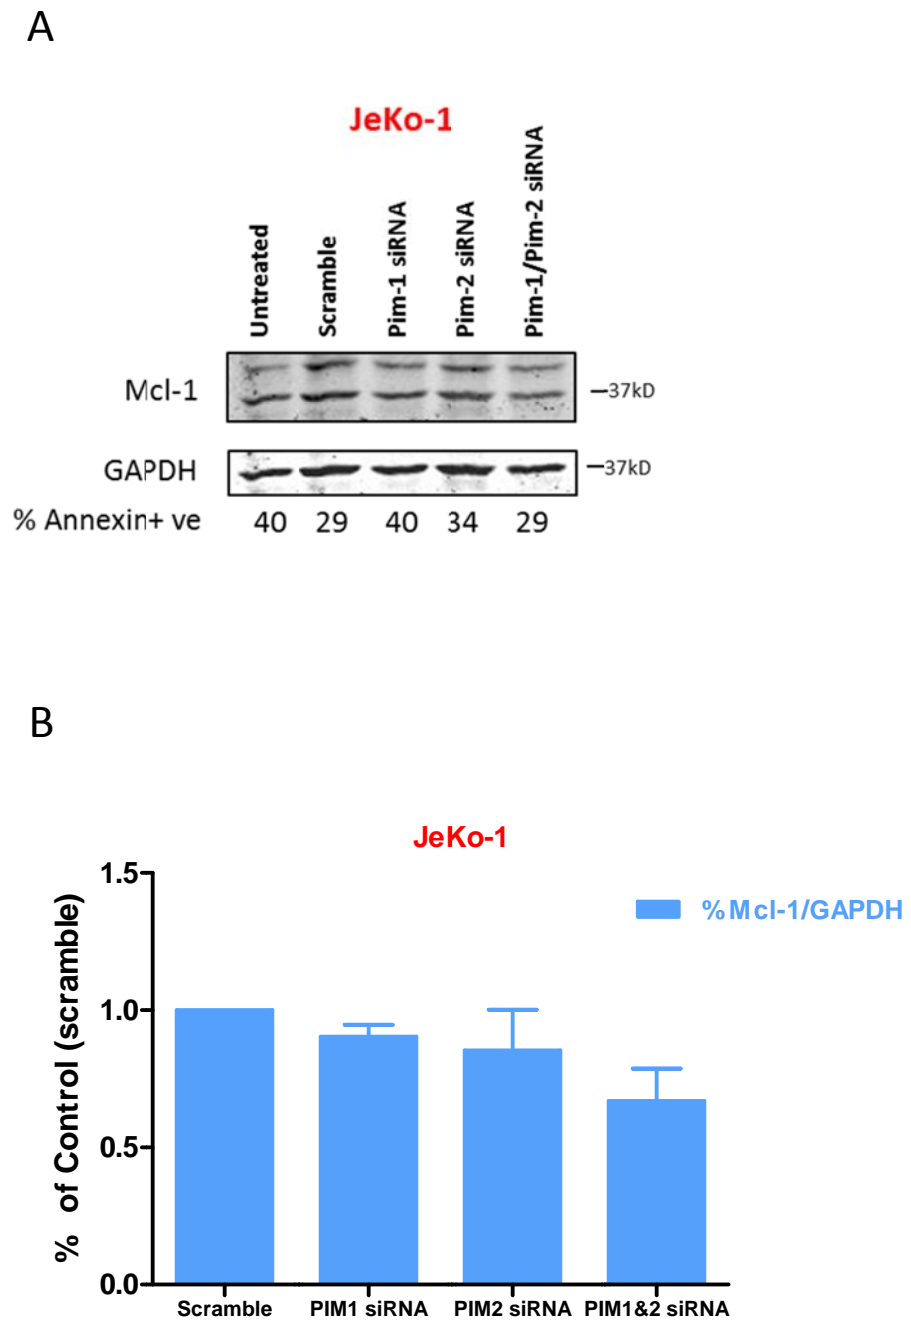 A
JeKo-1
Untreated
Scramble
Pim-1 siRNA
Pim-2 siRNA
Pim-1/Pim-2 siRNA
Mcl-1
37kD
GAPDH
37kD
% Annexin+ ve 40 29 40 34 29
B
JeKo-1
% of Control (scramble)
1.5
1.0
0.5
0.0
%Mcl-1/GAPDH
Scramble PIM1 siRNA PIM2 siRNA PIM1&2 siRNA